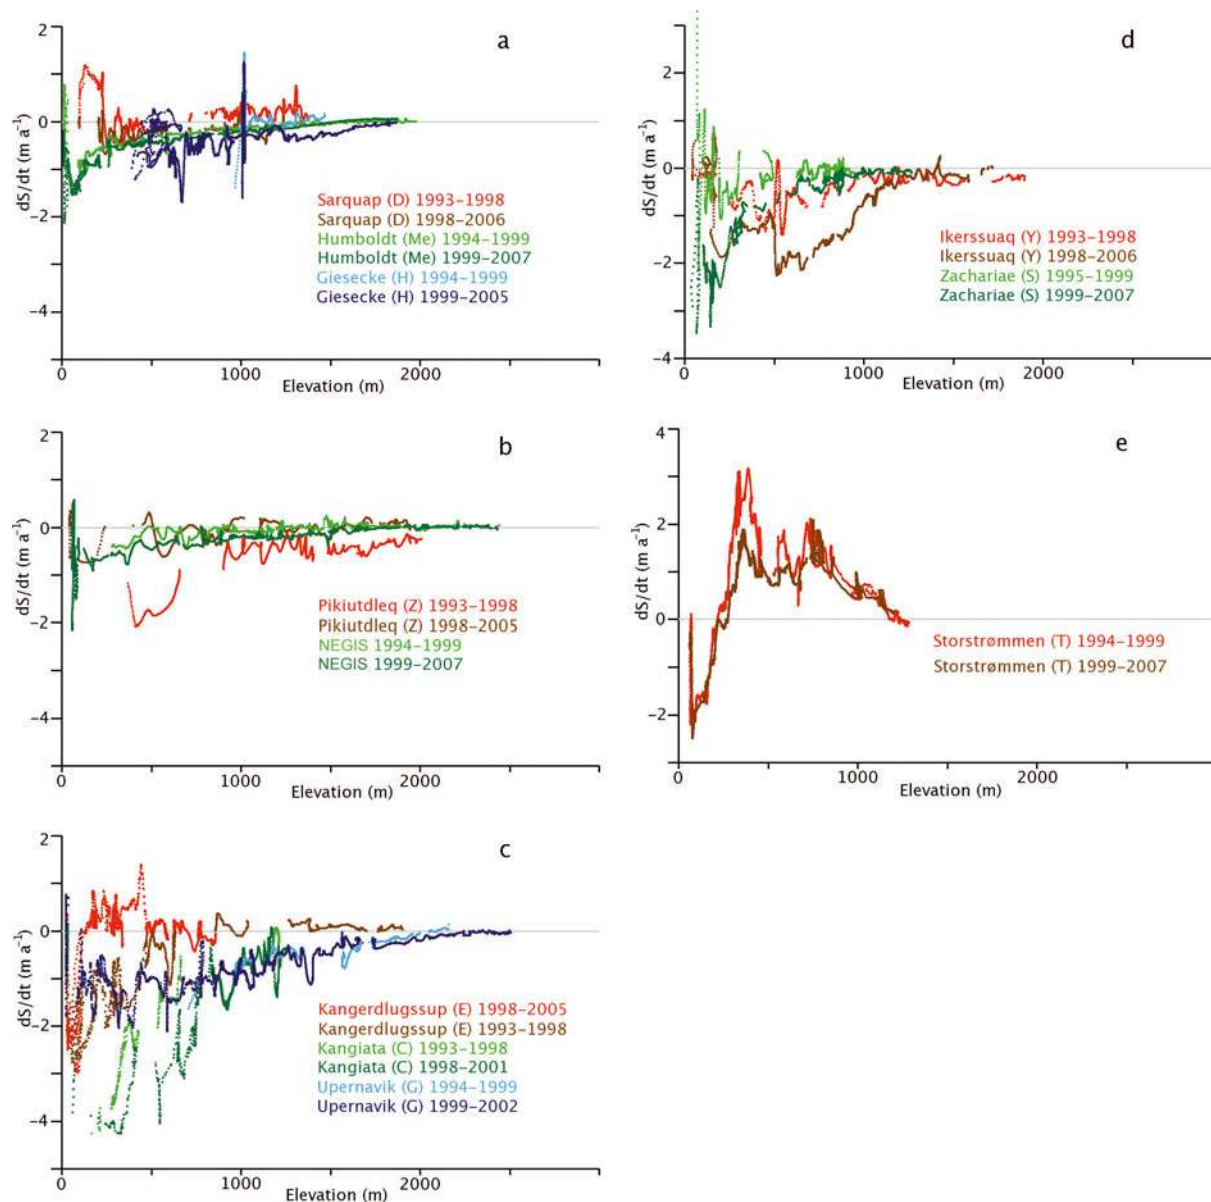 a
2
0
−2
−4
dS/dt (m a⁻¹)
Sarquap (D) 1993−1998
Sarquap (D) 1998−2006
Humboldt (Me) 1994−1999
Humboldt (Me) 1999−2007
Giesecke (H) 1994−1999
Giesecke (H) 1999−2005
0 1000 2000
Elevation (m)
d
2
0
−2
−4
dS/dt (m a⁻¹)
Ikerssuaq (Y) 1993−1998
Ikerssuaq (Y) 1998−2006
Zachariae (S) 1995−1999
Zachariae (S) 1999−2007
0 1000 2000
Elevation (m)
b
2
0
−2
−4
dS/dt (m a⁻¹)
Pikiutdleq (Z) 1993−1998
Pikiutdleq (Z) 1998−2005
NEGIS 1994−1999
NEGIS 1999−2007
0 1000 2000
Elevation (m)
e
4
2
0
−2
dS/dt (m a⁻¹)
Storstrømmen (T) 1994−1999
Storstrømmen (T) 1999−2007
0 1000 2000
Elevation (m)
c
2
0
−2
−4
dS/dt (m a⁻¹)
Kangerdlugssup (E) 1998−2005
Kangerdlugssup (E) 1993−1998
Kangiata (C) 1993−1998
Kangiata (C) 1998−2001
Upernavik (G) 1994−1999
Upernavik (G) 1999−2002
0 1000 2000
Elevation (m)